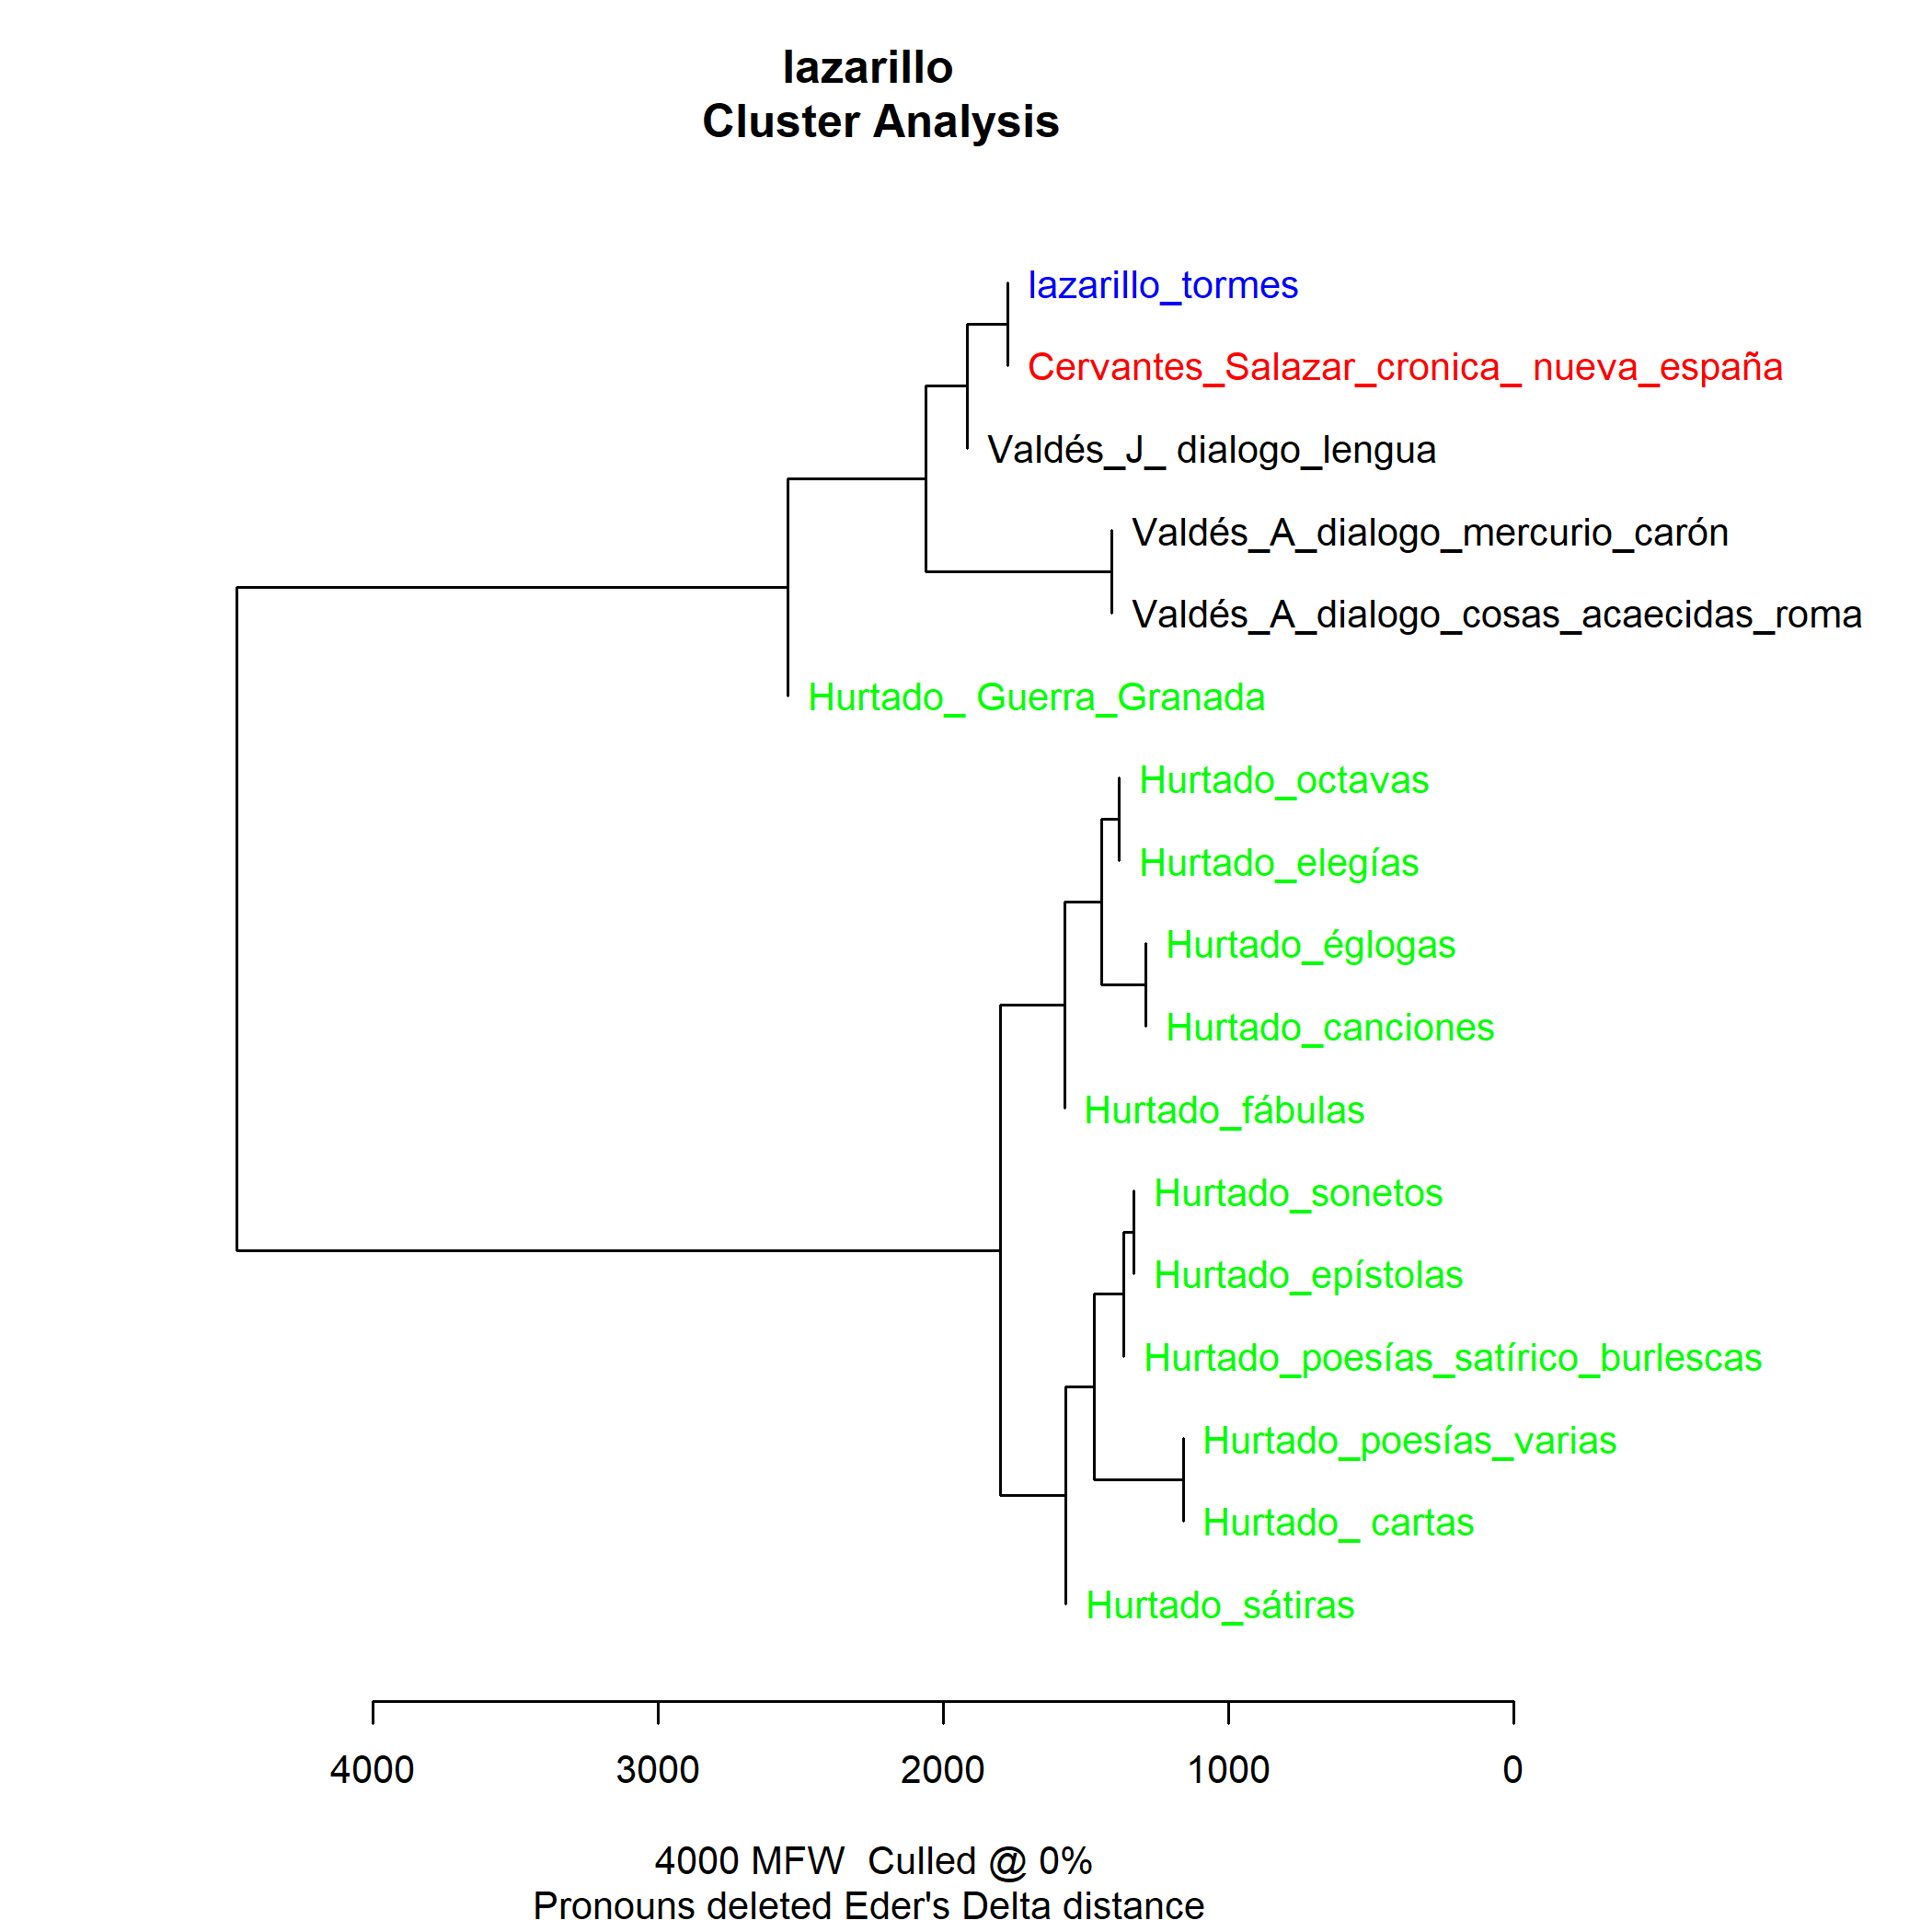 lazarillo
Cluster Analysis
lazarillo_tormes
Cervantes_Salazar_cronica_ nueva_españa
Valdés_J_ dialogo_lengua
Valdés_A_dialogo_mercurio_carón
Valdés_A_dialogo_cosas_acaecidas_roma
Hurtado_ Guerra_Granada
Hurtado_octavas
Hurtado_elegías
Hurtado_églogas
Hurtado_canciones
Hurtado_fábulas
Hurtado_sonetos
Hurtado_epístolas
Hurtado_poesías_satírico_burlescas
Hurtado_poesías_varias
Hurtado_ cartas
Hurtado_sátiras
4000 3000 2000 1000 0
4000 MFW  Culled @ 0%
Pronouns deleted Eder's Delta distance